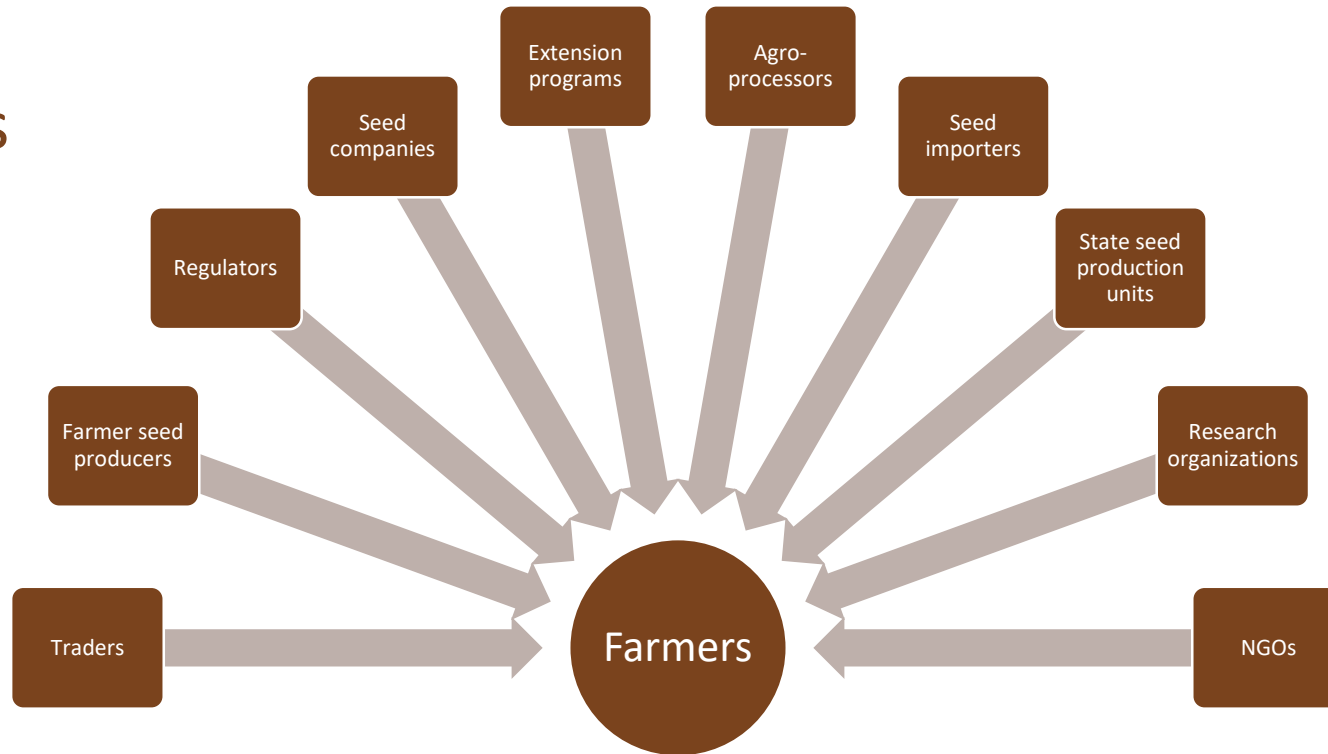 s
Extension
programs
Agro-
processors
Seed
companies
Seed
importers
Regulators
State seed
production
units
Farmer seed
producers
Research
organizations
Traders
Farmers
NGOs